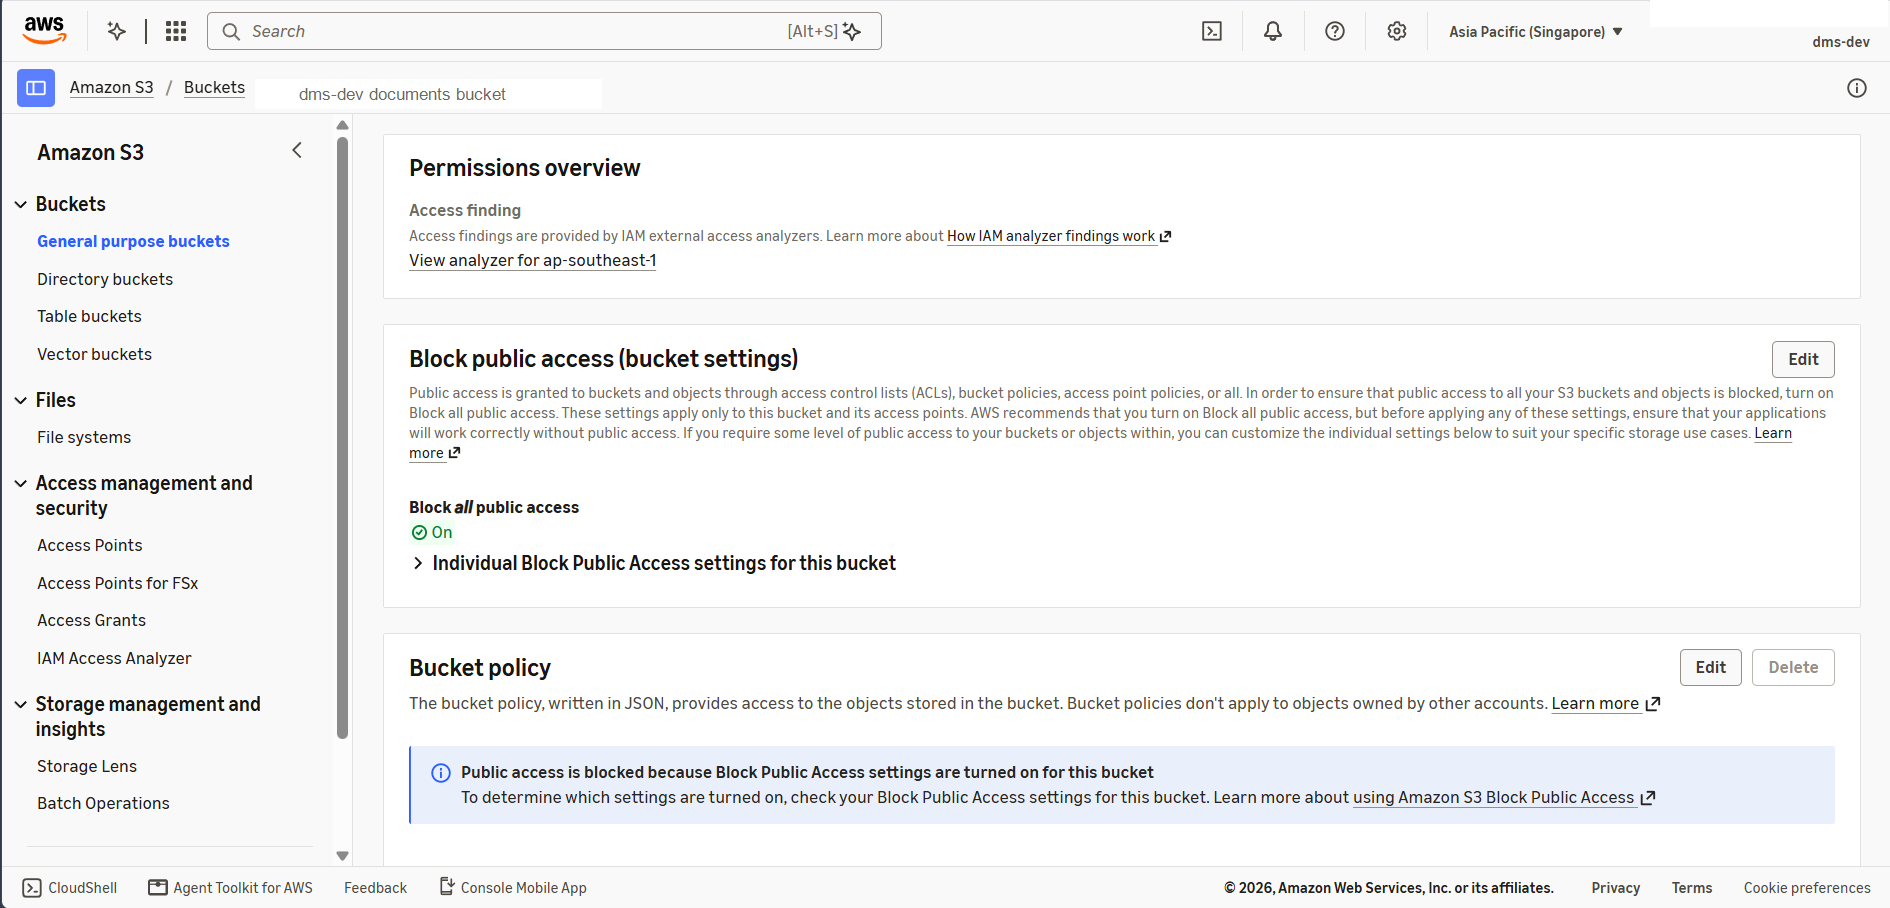 aws
Search
[Alt+S]
Asia Pacific (Singapore)
dms-dev
Amazon S3 / Buckets
dms-dev documents bucket
Amazon S3
Buckets
General purpose buckets
Directory buckets
Table buckets
Vector buckets
Files
File systems
Access management and
security
Access Points
Access Points for FSx
Access Grants
IAM Access Analyzer
Storage management and
insights
Storage Lens
Batch Operations
Permissions overview
Access finding
Access findings are provided by IAM external access analyzers. Learn more about How IAM analyzer findings work
View analyzer for ap-southeast-1
Block public access (bucket settings)
Edit
Public access is granted to buckets and objects through access control lists (ACLs), bucket policies, access point policies, or all. In order to ensure that public access to all your S3 buckets and objects is blocked, turn on
Block all public access. These settings apply only to this bucket and its access points. AWS recommends that you turn on Block all public access, but before applying any of these settings, ensure that your applications
will work correctly without public access. If you require some level of public access to your buckets or objects within, you can customize the individual settings below to suit your specific storage use cases. Learn
more
Block all public access
On
Individual Block Public Access settings for this bucket
Bucket policy
Edit
Delete
The bucket policy, written in JSON, provides access to the objects stored in the bucket. Bucket policies don't apply to objects owned by other accounts. Learn more
Public access is blocked because Block Public Access settings are turned on for this bucket
To determine which settings are turned on, check your Block Public Access settings for this bucket. Learn more about using Amazon S3 Block Public Access
CloudShell
Agent Toolkit for AWS
Feedback
Console Mobile App
© 2026, Amazon Web Services, Inc. or its affiliates.
Privacy
Terms
Cookie preferences